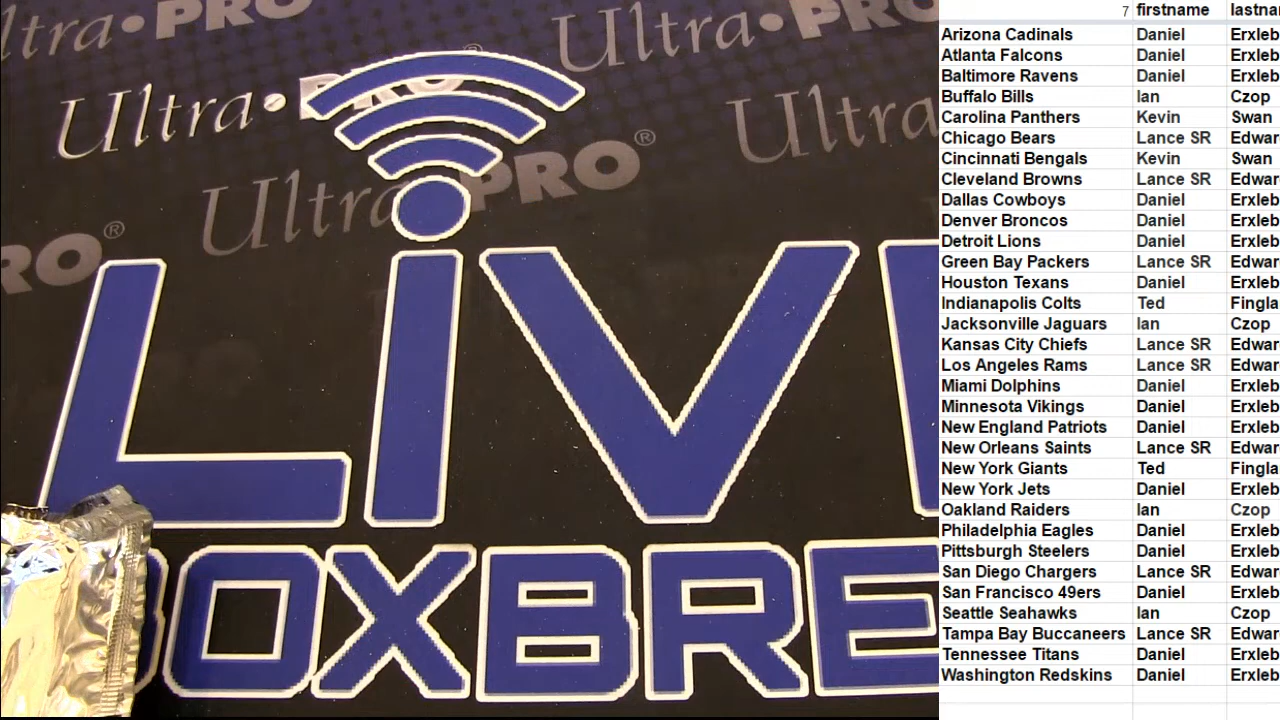 ltra•PRO
Ultra•PRO®
Ultra•PRO®
Ultra•PRO®
Ultra
PRO®
LiV
BOXBRE
7 firstname lastna
Arizona Cadinals Daniel Erxleb
Atlanta Falcons Daniel Erxleb
Baltimore Ravens Daniel Erxleb
Buffalo Bills Ian Czop
Carolina Panthers Kevin Swan
Chicago Bears Lance SR Edwar
Cincinnati Bengals Kevin Swan
Cleveland Browns Lance SR Edwar
Dallas Cowboys Daniel Erxleb
Denver Broncos Daniel Erxleb
Detroit Lions Daniel Erxleb
Green Bay Packers Lance SR Edwar
Houston Texans Daniel Erxleb
Indianapolis Colts Ted Fingla
Jacksonville Jaguars Ian Czop
Kansas City Chiefs Lance SR Edwar
Los Angeles Rams Lance SR Edwar
Miami Dolphins Daniel Erxleb
Minnesota Vikings Daniel Erxleb
New England Patriots Daniel Erxleb
New Orleans Saints Lance SR Edwar
New York Giants Ted Fingla
New York Jets Daniel Erxleb
Oakland Raiders Ian Czop
Philadelphia Eagles Daniel Erxleb
Pittsburgh Steelers Daniel Erxleb
San Diego Chargers Lance SR Edwar
San Francisco 49ers Daniel Erxleb
Seattle Seahawks Ian Czop
Tampa Bay Buccaneers Lance SR Edwar
Tennessee Titans Daniel Erxleb
Washington Redskins Daniel Erxleb